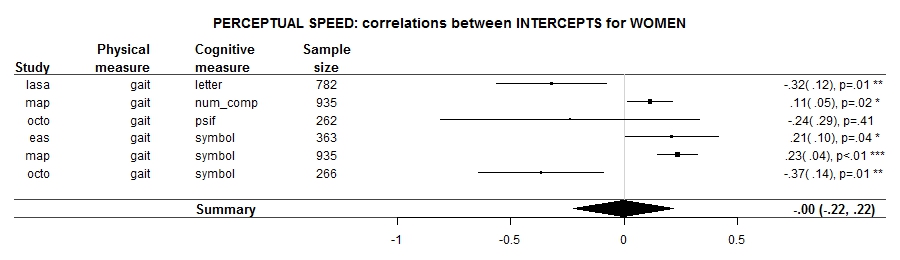 PERCEPTUAL SPEED: correlations between INTERCEPTS for WOMEN
Physical Cognitive Sample
Study measure measure size
lasa gait letter 782 -.32( .12), p=.01 **
map gait num_comp 935 .11( .05), p=.02 *
octo gait psif 262 -.24( .29), p=.41
eas gait symbol 363 .21( .10), p=.04 *
map gait symbol 935 .23( .04), p<.01 ***
octo gait symbol 266 -.37( .14), p=.01 **
Summary -.00 (-.22, .22)
-1 -0.5 0 0.5